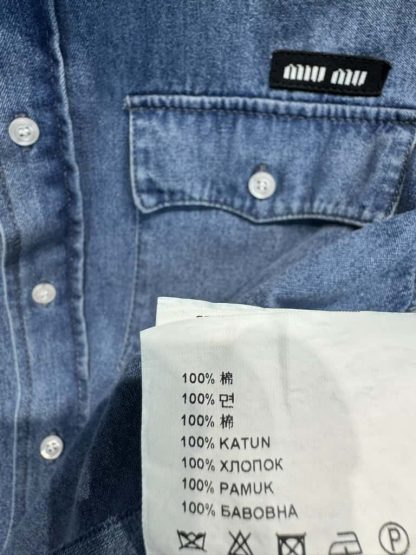 miu miu
100% 棉
100% 면
100% 棉
100% KATUN
100% ХЛОПОК
100% PAMUK
100% БАВОВНА
P